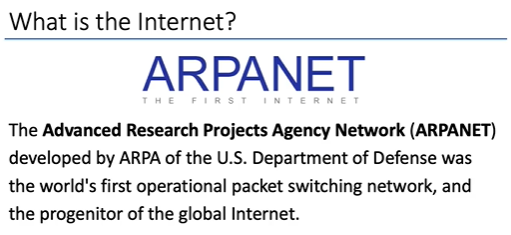 What is the Internet?
ARPANET
THE FIRST INTERNET
The Advanced Research Projects Agency Network (ARPANET)
developed by ARPA of the U.S. Department of Defense was
the world's first operational packet switching network, and
the progenitor of the global Internet.